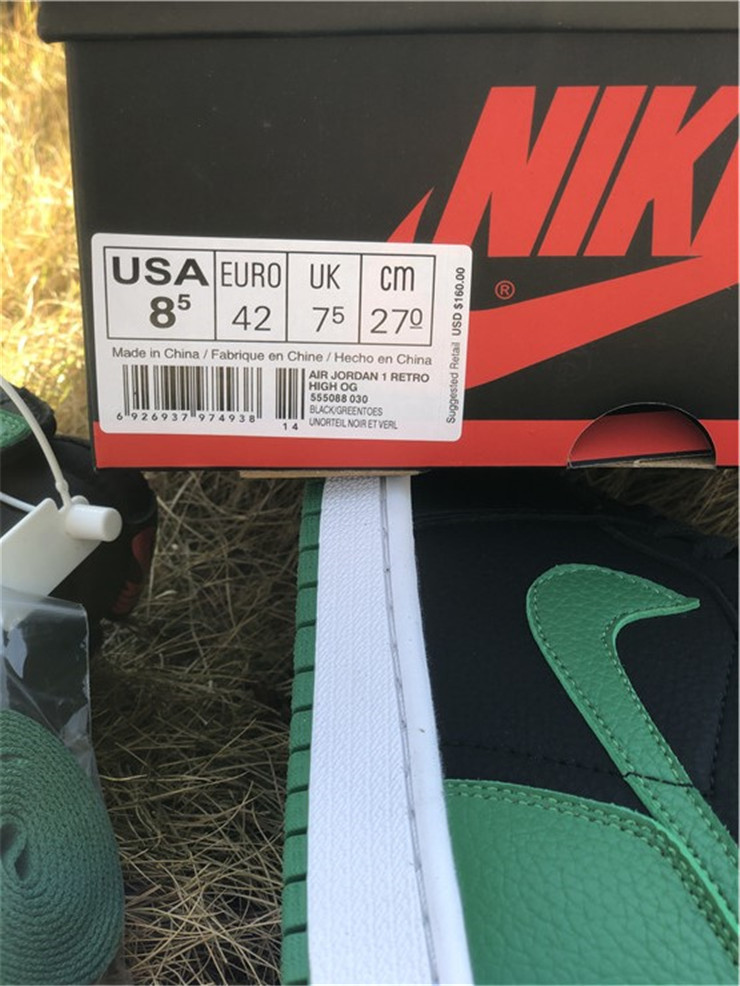 NIK
®
USA EURO UK cm
8⁵ 42 7⁵ 27⁰
Made in China / Fabrique en Chine / Hecho en China
AIR JORDAN 1 RETRO
HIGH OG
555088 030
BLACK/GREENTOES
UNORTEIL NOIR ET VERL
6 926937 974938
14
Suggested Retail USD $160.00